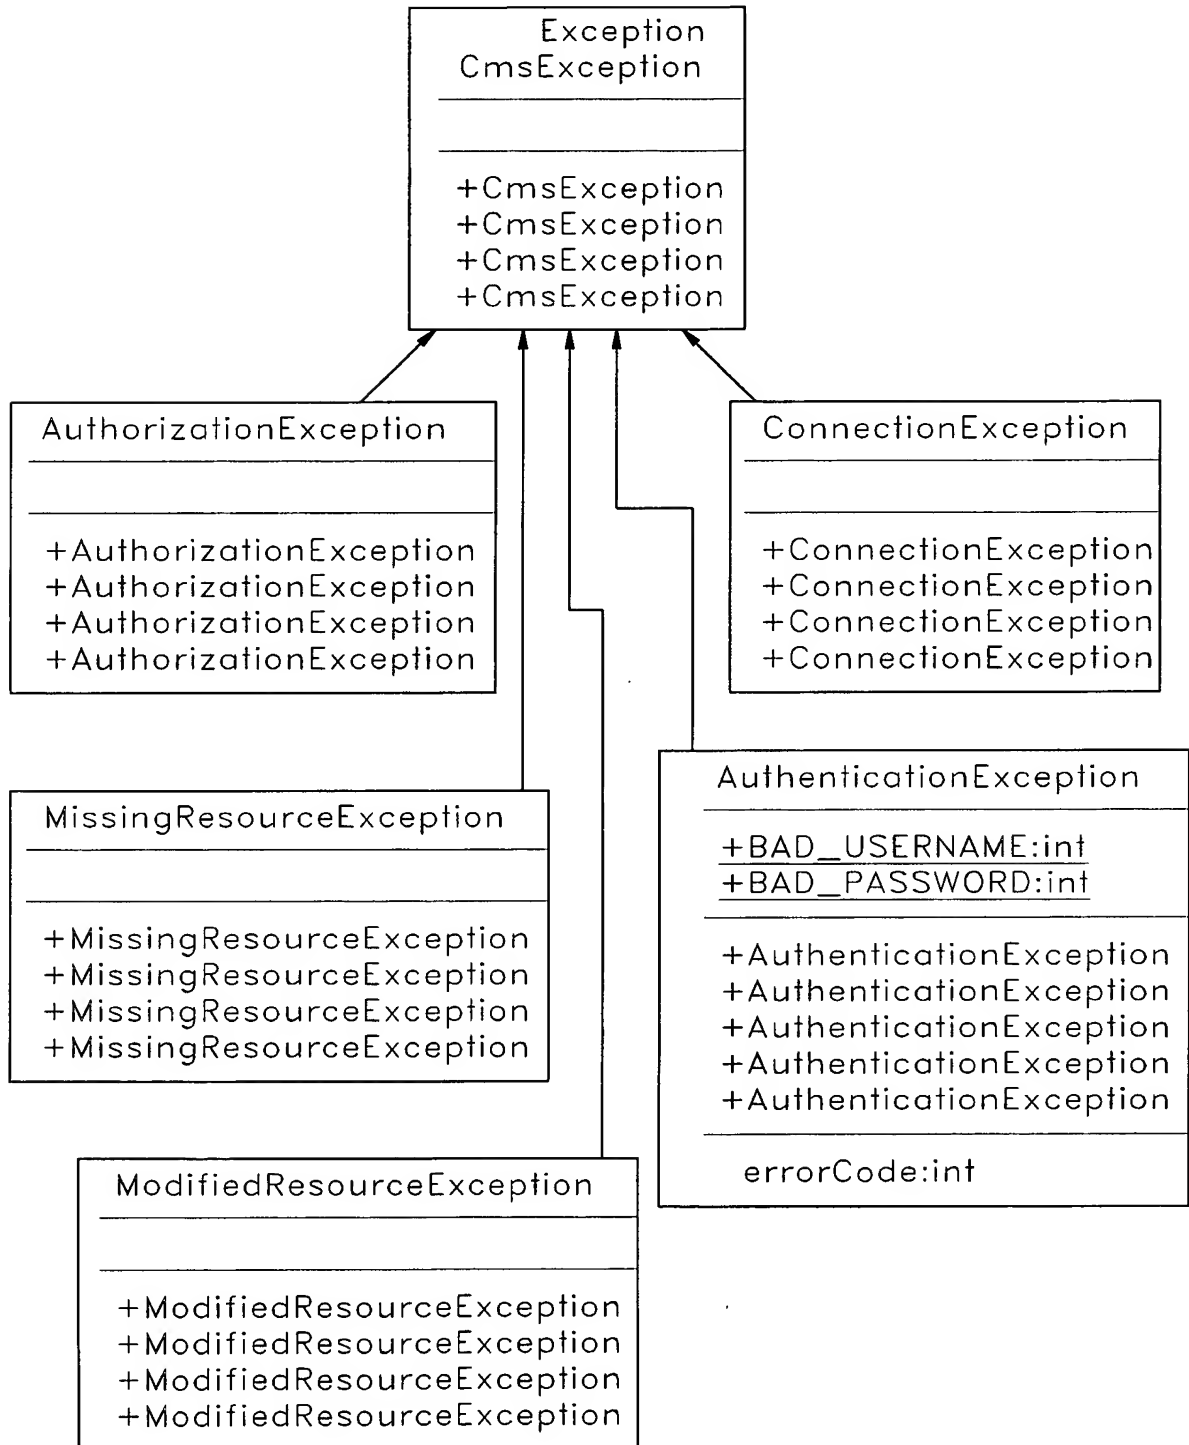 Exception
CmsException
+CmsException
+CmsException
+CmsException
+CmsException
AuthorizationException
+AuthorizationException
+AuthorizationException
+AuthorizationException
+AuthorizationException
ConnectionException
+ConnectionException
+ConnectionException
+ConnectionException
+ConnectionException
MissingResourceException
+MissingResourceException
+MissingResourceException
+MissingResourceException
+MissingResourceException
AuthenticationException
+BAD_USERNAME:int
+BAD_PASSWORD:int
+AuthenticationException
+AuthenticationException
+AuthenticationException
+AuthenticationException
+AuthenticationException
errorCode:int
ModifiedResourceException
+ModifiedResourceException
+ModifiedResourceException
+ModifiedResourceException
+ModifiedResourceException